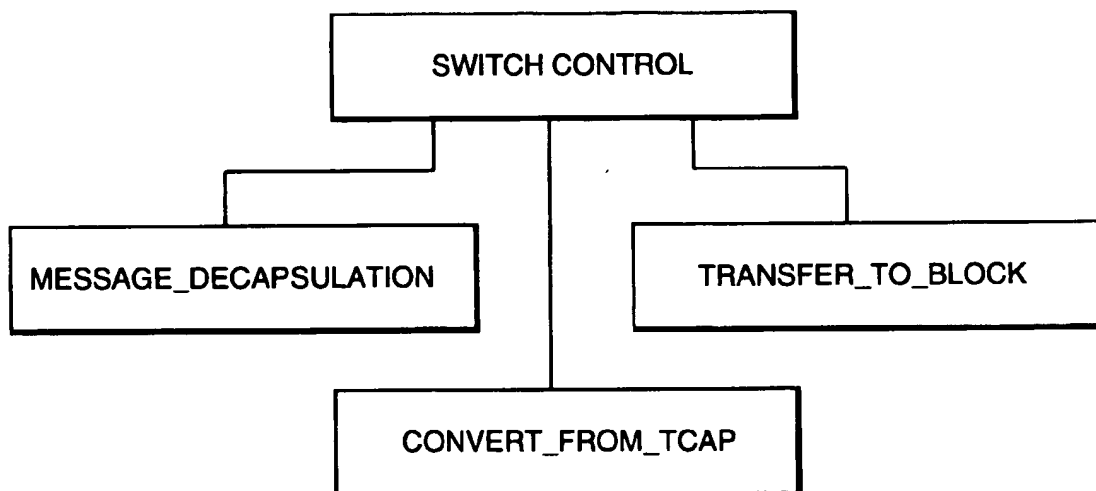 SWITCH CONTROL
MESSAGE_DECAPSULATION
TRANSFER_TO_BLOCK
CONVERT_FROM_TCAP